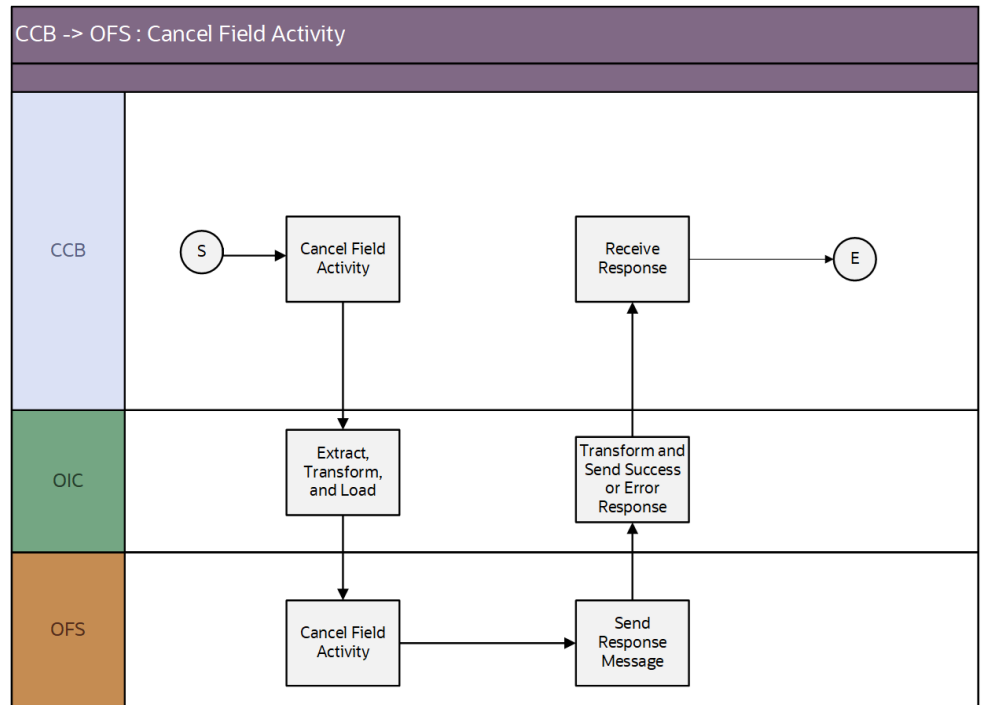 CCB -> OFS : Cancel Field Activity
CCB
S
Cancel Field
Activity
Receive
Response
E
OIC
Extract,
Transform,
and Load
Transform and
Send Success
or Error
Response
OFS
Cancel Field
Activity
Send
Response
Message